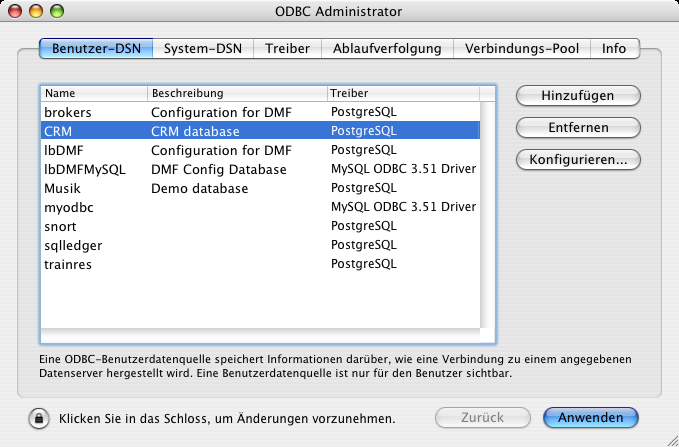 ODBC Administrator
Benutzer-DSN System-DSN Treiber Ablaufverfolgung Verbindungs-Pool Info
Name Beschreibung Treiber
brokers Configuration for DMF PostgreSQL
CRM CRM database PostgreSQL
lbDMF Configuration for DMF PostgreSQL
lbDMFMySQL DMF Config Database MySQL ODBC 3.51 Driver
Musik Demo database PostgreSQL
myodbc MySQL ODBC 3.51 Driver
snort PostgreSQL
sqlledger PostgreSQL
trainres PostgreSQL
Hinzufügen
Entfernen
Konfigurieren...
Eine ODBC-Benutzerdatenquelle speichert Informationen darüber, wie eine Verbindung zu einem angegebenen
Datenserver hergestellt wird. Eine Benutzerdatenquelle ist nur für den Benutzer sichtbar.
Klicken Sie in das Schloss, um Änderungen vorzunehmen.
Zurück
Anwenden